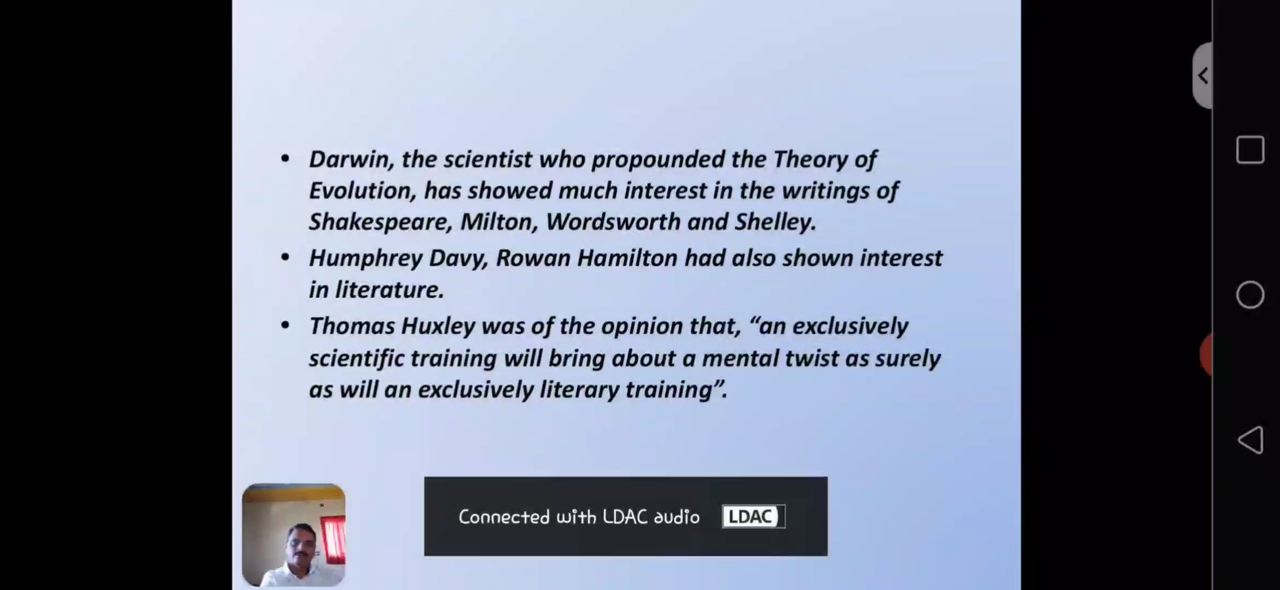 • Darwin, the scientist who propounded the Theory of
Evolution, has showed much interest in the writings of
Shakespeare, Milton, Wordsworth and Shelley.
• Humphrey Davy, Rowan Hamilton had also shown interest
in literature.
• Thomas Huxley was of the opinion that, “an exclusively
scientific training will bring about a mental twist as surely
as will an exclusively literary training”.
Connected with LDAC audio LDAC